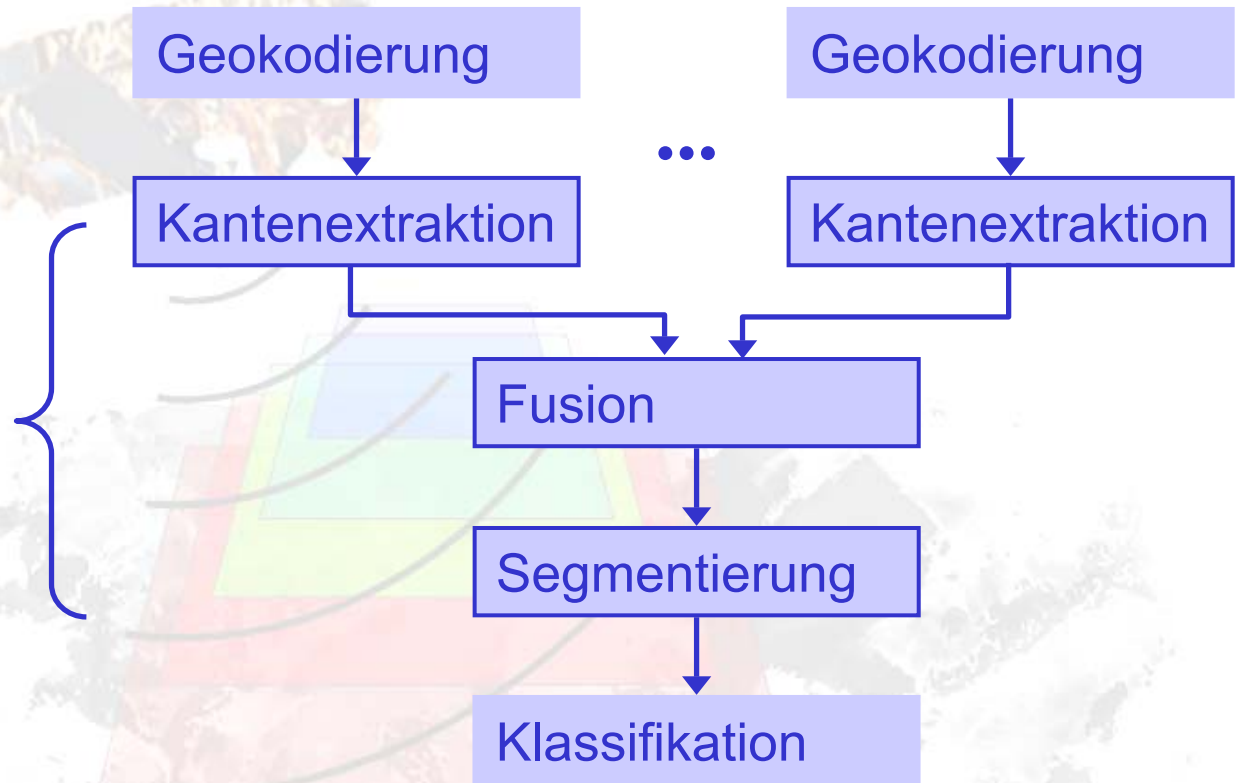 Geokodierung
Geokodierung
...
Kantenextraktion
Kantenextraktion
Fusion
Segmentierung
Klassifikation